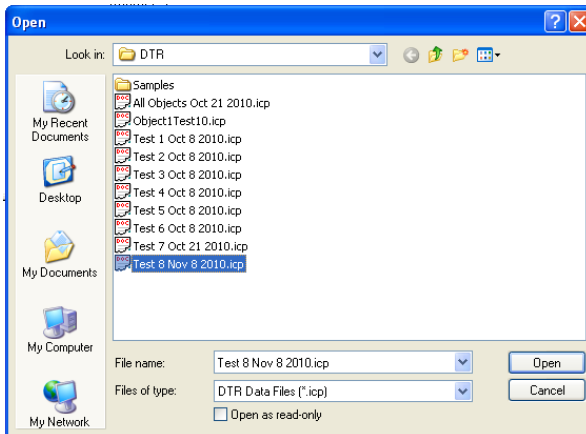 Open
Look in:
DTR
My Recent
Documents
Desktop
My Documents
My Computer
My Network
Samples
All Objects Oct 21 2010.icp
Object1Test10.icp
Test 1 Oct 8 2010.icp
Test 2 Oct 8 2010.icp
Test 3 Oct 8 2010.icp
Test 4 Oct 8 2010.icp
Test 5 Oct 8 2010.icp
Test 6 Oct 8 2010.icp
Test 7 Oct 21 2010.icp
Test 8 Nov 8 2010.icp
File name:
Test 8 Nov 8 2010.icp
Open
Files of type:
DTR Data Files (*.icp)
Cancel
Open as read-only